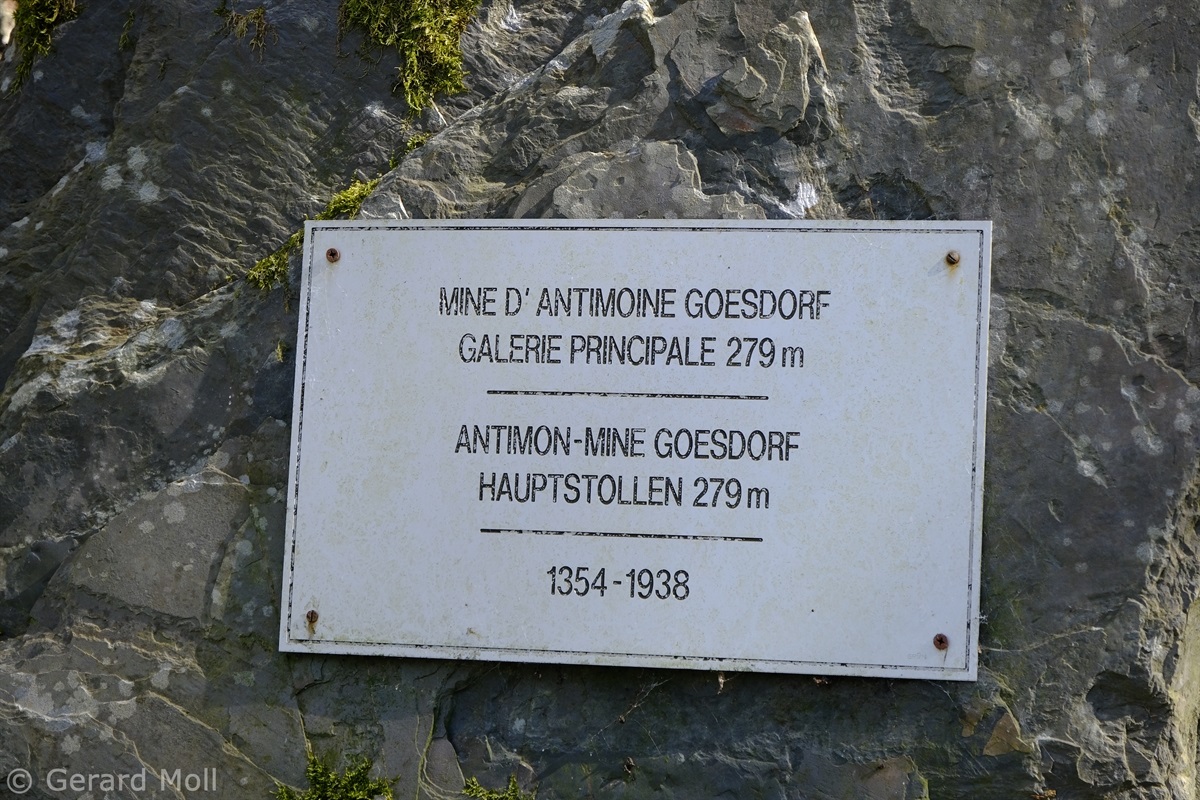 MINE D' ANTIMOINE GOESDORF
GALERIE PRINCIPALE 279 m
ANTIMON-MINE GOESDORF
HAUPTSTOLLEN 279 m
1354-1938
© Gerard Moll